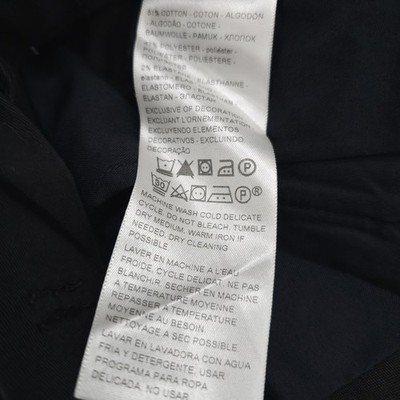 COTTON - COTON - ALGODÓN
- ALGODÃO - COTONE -
BAUMWOLLE - PAMUK - ХЛОПОК
POLYESTER - poliester -
- POLIESTERE -
2% ELASTANE -
elastano - ELASTHANNE -
ELASTOMERO -
ELASTAN - ЭЛАСТАН
EXCLUSIVE OF DECORATION
EXCLUANT L'ORNEMENTATION
EXCLUYENDO ELEMENTOS
DECORATIVOS - EXCLUINDO
DECORAÇÃO
P
30 P ®
MACHINE WASH COLD DELICATE
CYCLE. DO NOT BLEACH. TUMBLE
DRY MEDIUM. WARM IRON IF
NEEDED. DRY CLEANING
POSSIBLE.
LAVER EN MACHINE A L'EAU
FROIDE. CYCLE DELICAT. NE PAS
BLANCHIR. SECHER EN MACHINE
A TEMPERATURE MOYENNE
REPASSER A TEMPERATURE
MOYENNE AU BESOIN.
NETTOYAGE A SEC POSSIBLE.
LAVAR EN LAVADORA CON AGUA
FRIA Y DETERGENTE. USAR
PROGRAMA PARA ROPA
DELICADA. NO USAR